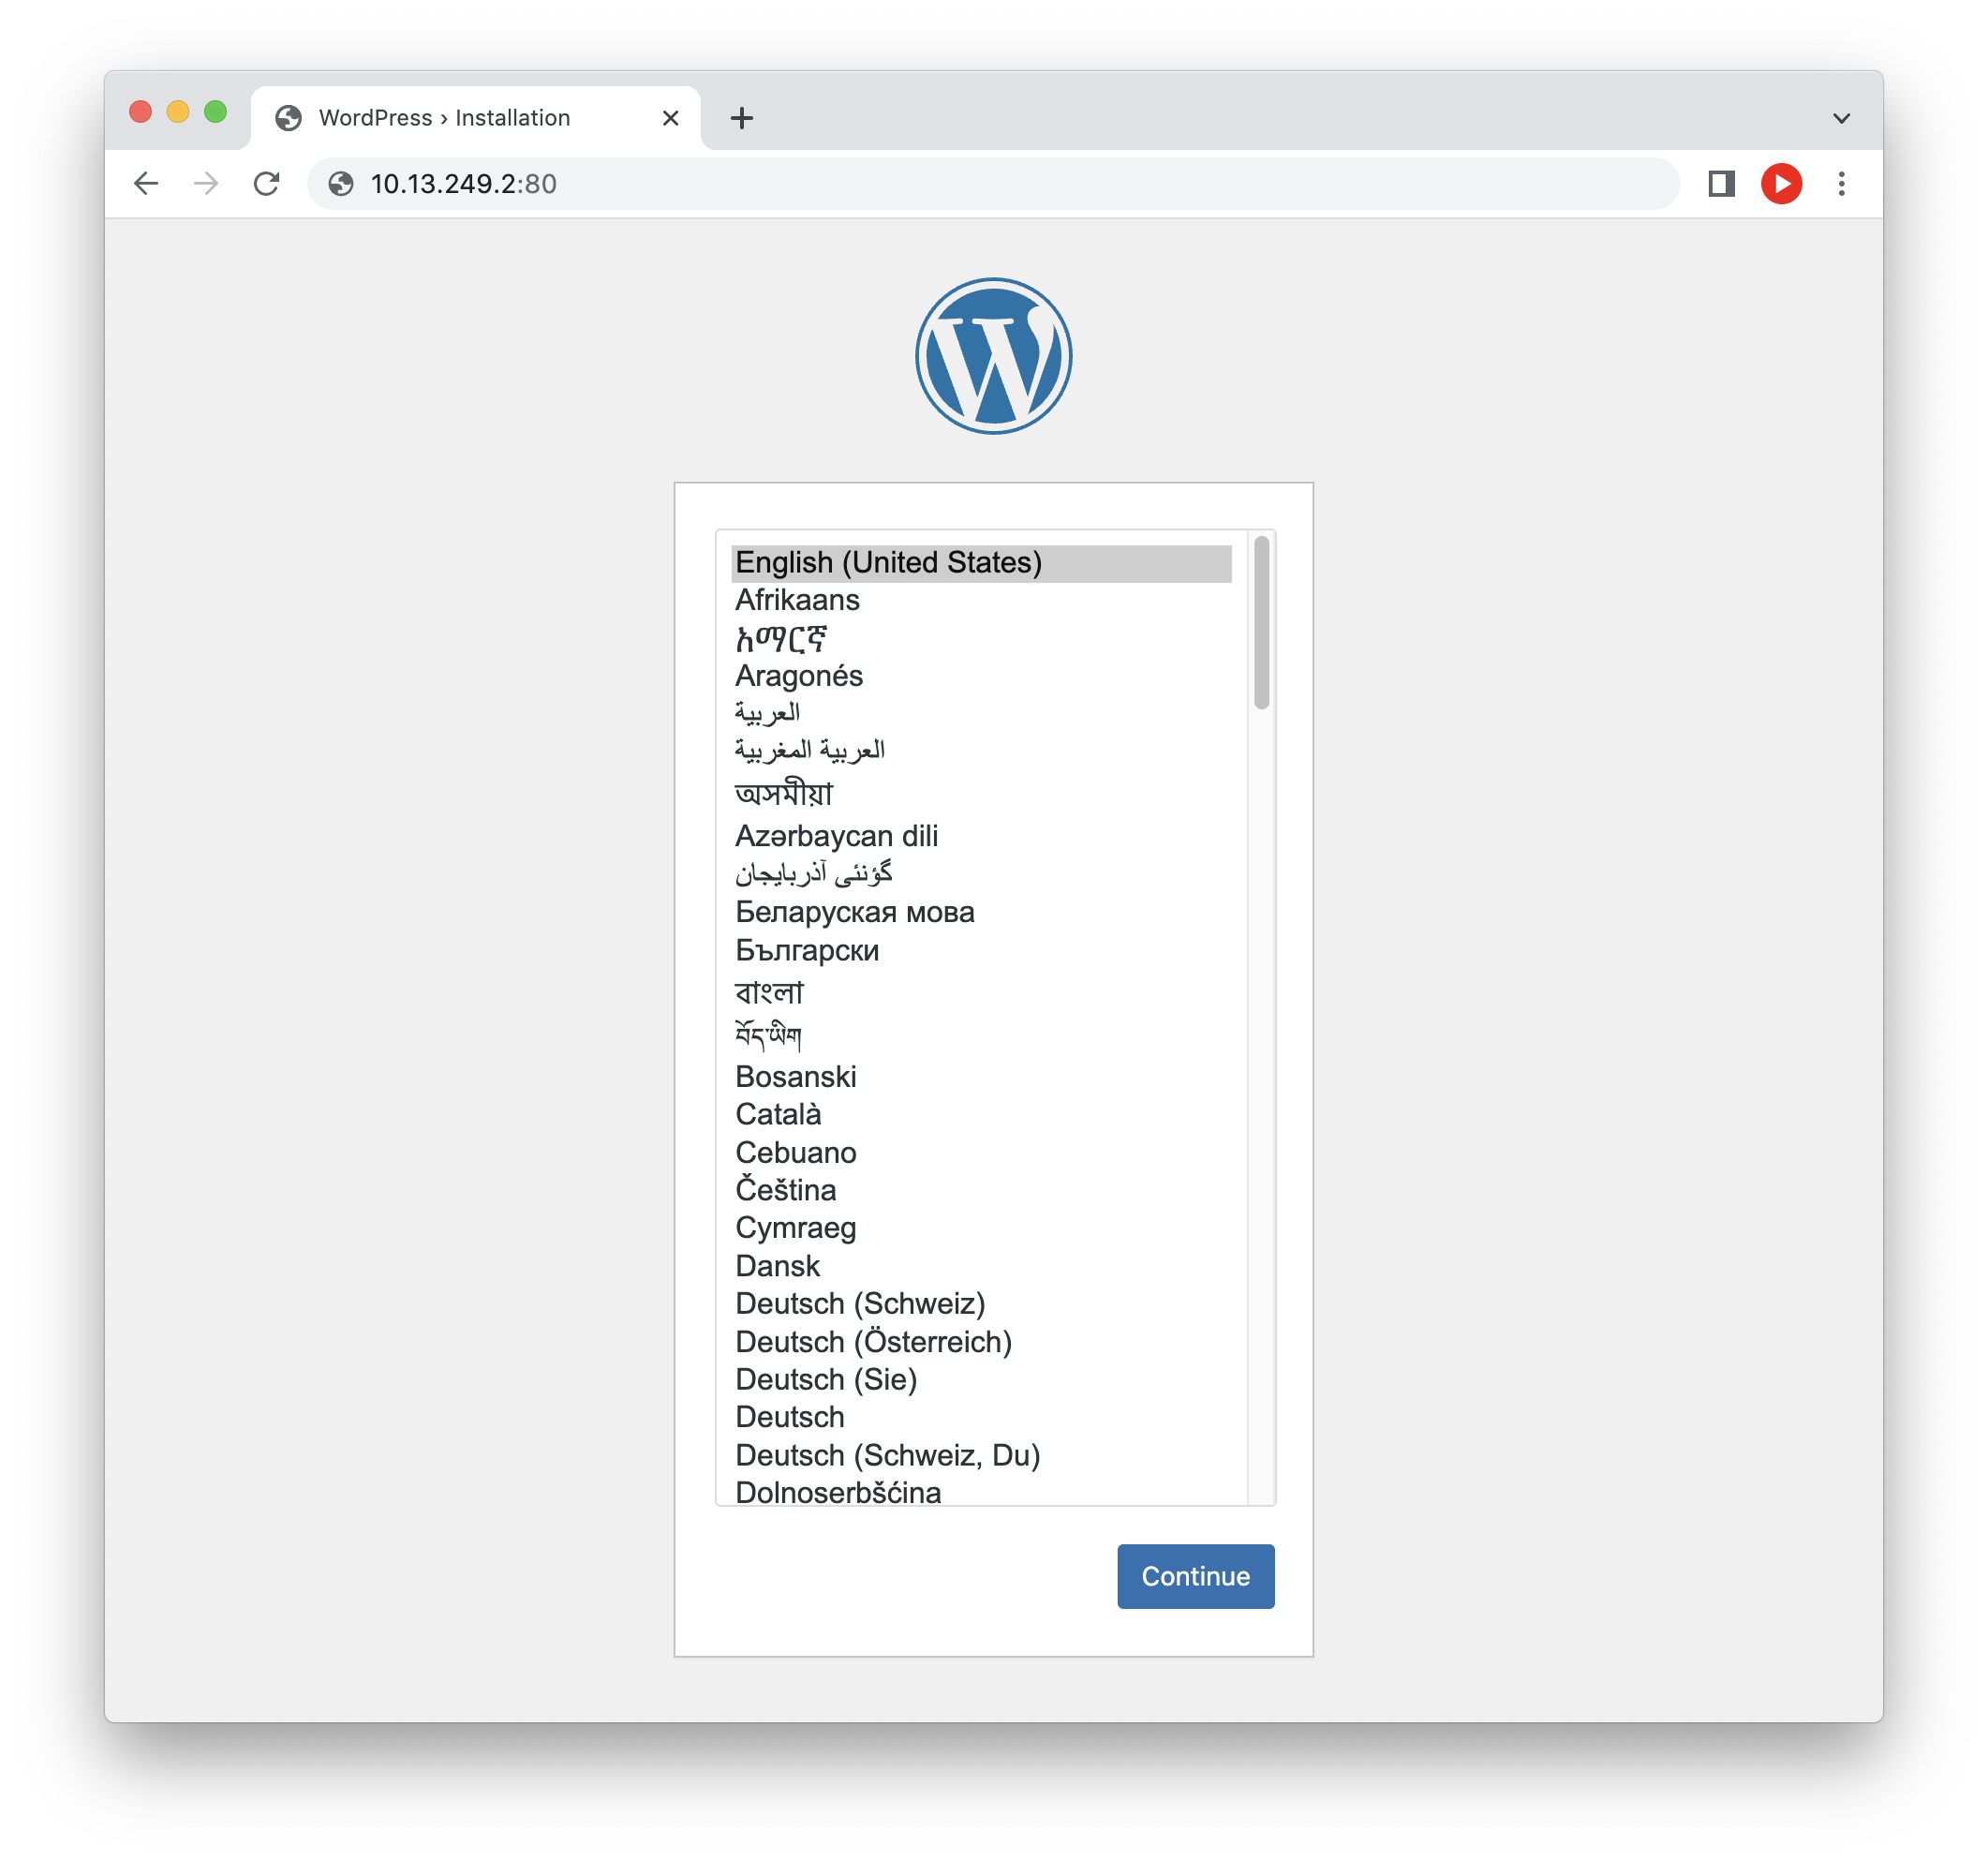 WordPress › Installation
10.13.249.2:80
English (United States)
Afrikaans
አማርኛ
Aragonés
العربية
العربية المغربية
অসমীয়া
Azərbaycan dili
گؤنئی آذربایجان
Беларуская мова
Български
বাংলা
བོད་ཡིག
Bosanski
Català
Cebuano
Čeština
Cymraeg
Dansk
Deutsch (Schweiz)
Deutsch (Österreich)
Deutsch (Sie)
Deutsch
Deutsch (Schweiz, Du)
Dolnoserbšćina
Continue